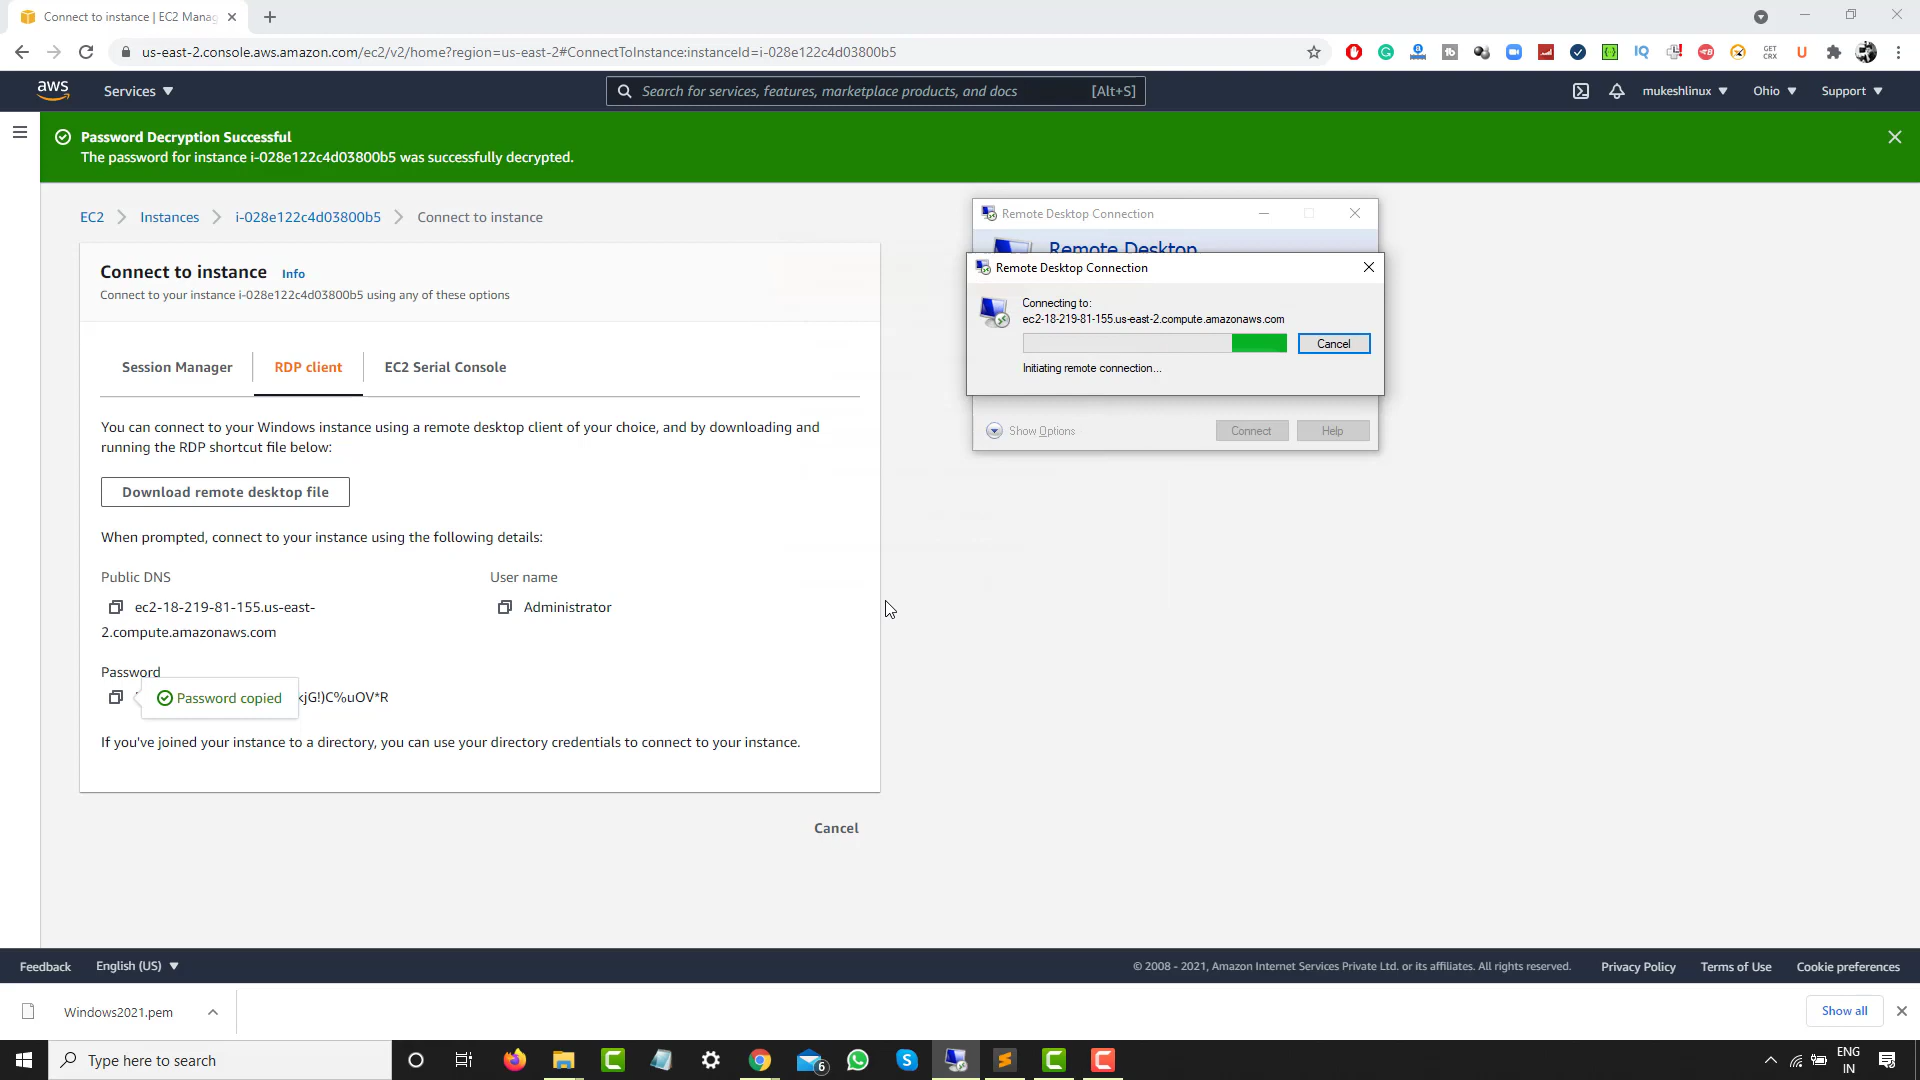 Connect to instance | EC2 Manag
us-east-2.console.aws.amazon.com/ec2/v2/home?region=us-east-2#ConnectToInstance:instanceId=i-028e122c4d03800b5
GET
CRX
aws
Services
Search for services, features, marketplace products, and docs
[Alt+S]
mukeshlinux
Ohio
Support
Password Decryption Successful
The password for instance i-028e122c4d03800b5 was successfully decrypted.
EC2
Instances
i-028e122c4d03800b5
Connect to instance
Connect to instance
Info
Connect to your instance i-028e122c4d03800b5 using any of these options
Session Manager
RDP client
EC2 Serial Console
You can connect to your Windows instance using a remote desktop client of your choice, and by downloading and
running the RDP shortcut file below:
Download remote desktop file
When prompted, connect to your instance using the following details:
Public DNS
User name
ec2-18-219-81-155.us-east-
2.compute.amazonaws.com
Administrator
Password
Password copied
kjG!)C%uOV*R
If you've joined your instance to a directory, you can use your directory credentials to connect to your instance.
Cancel
Remote Desktop Connection
Remote Desktop
Remote Desktop Connection
Connecting to:
ec2-18-219-81-155.us-east-2.compute.amazonaws.com
Cancel
Initiating remote connection...
Show Options
Connect
Help
Feedback
English (US)
© 2008 - 2021, Amazon Internet Services Private Ltd. or its affiliates. All rights reserved.
Privacy Policy
Terms of Use
Cookie preferences
Windows2021.pem
Show all
Type here to search
6
ENG
IN